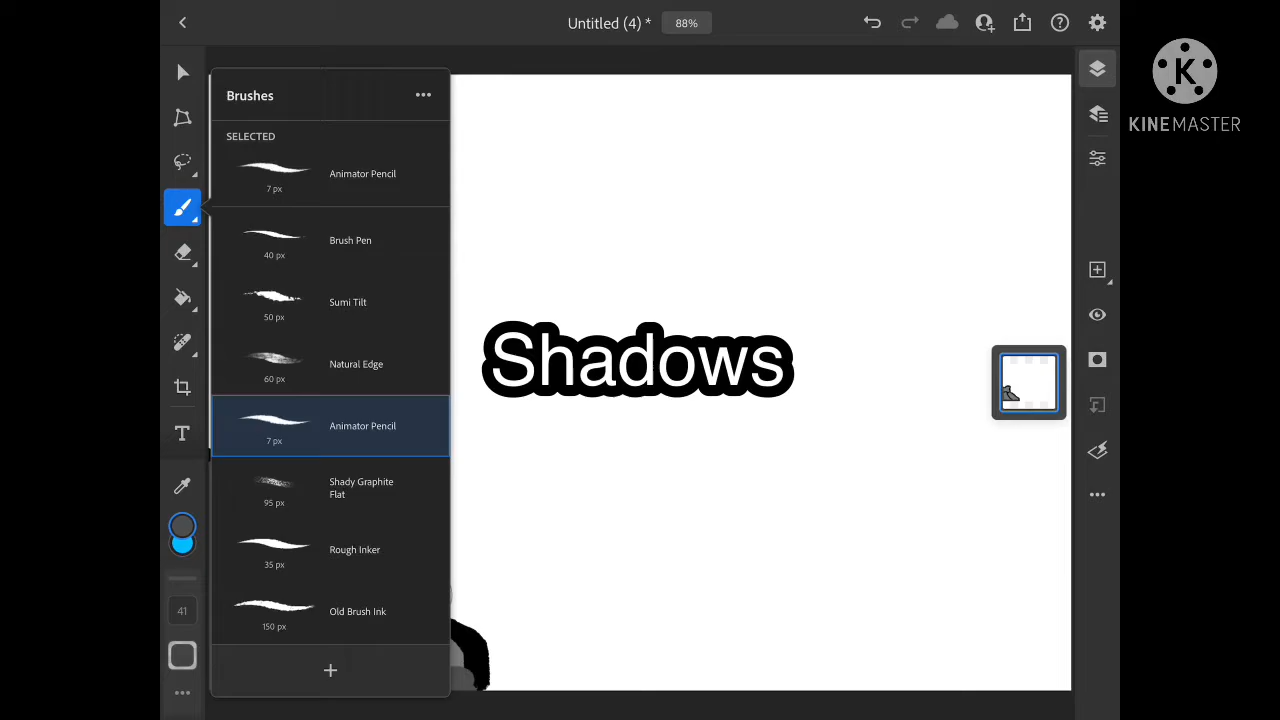 Untitled (4) * 88%
K
KINEMASTER
Brushes
SELECTED
7 px Animator Pencil
40 px Brush Pen
50 px Sumi Tilt
60 px Natural Edge
7 px Animator Pencil
95 px Shady Graphite
Flat
35 px Rough Inker
150 px Old Brush Ink
+
T
41
Shadows